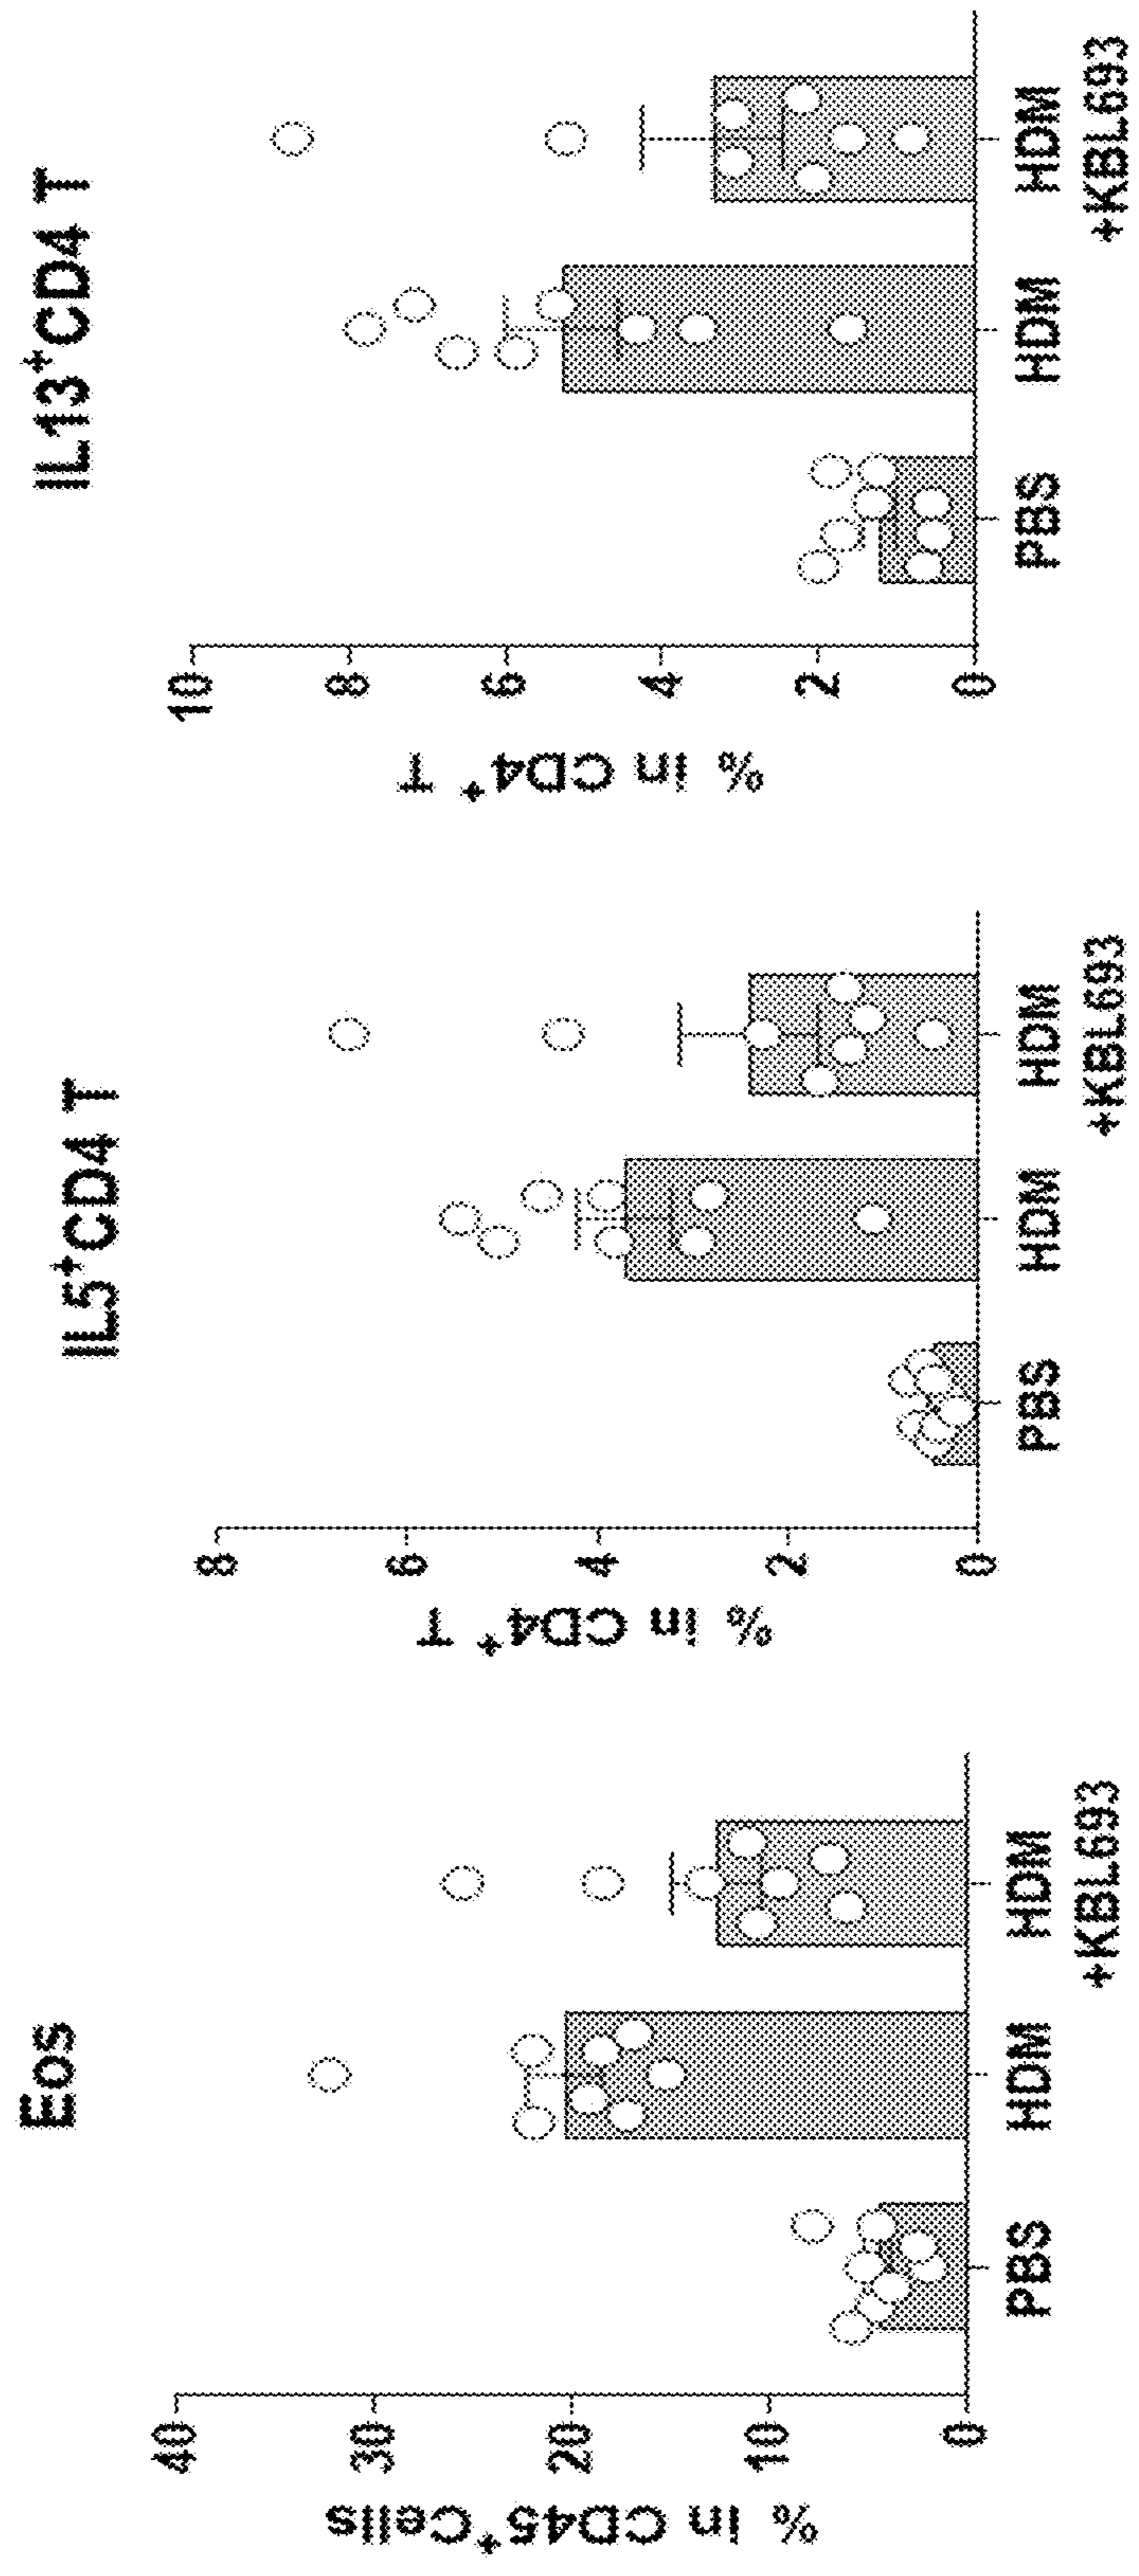 Eos
% in CD45+Cells
40
30
20
10
0
PBS
HDM
HDM
+KBL693
IL5+CD4 T
% in CD4+ T
8
6
4
2
0
PBS
HDM
HDM
+KBL693
IL13+CD4 T
% in CD4+ T
10
8
6
4
2
0
PBS
HDM
HDM
+KBL693